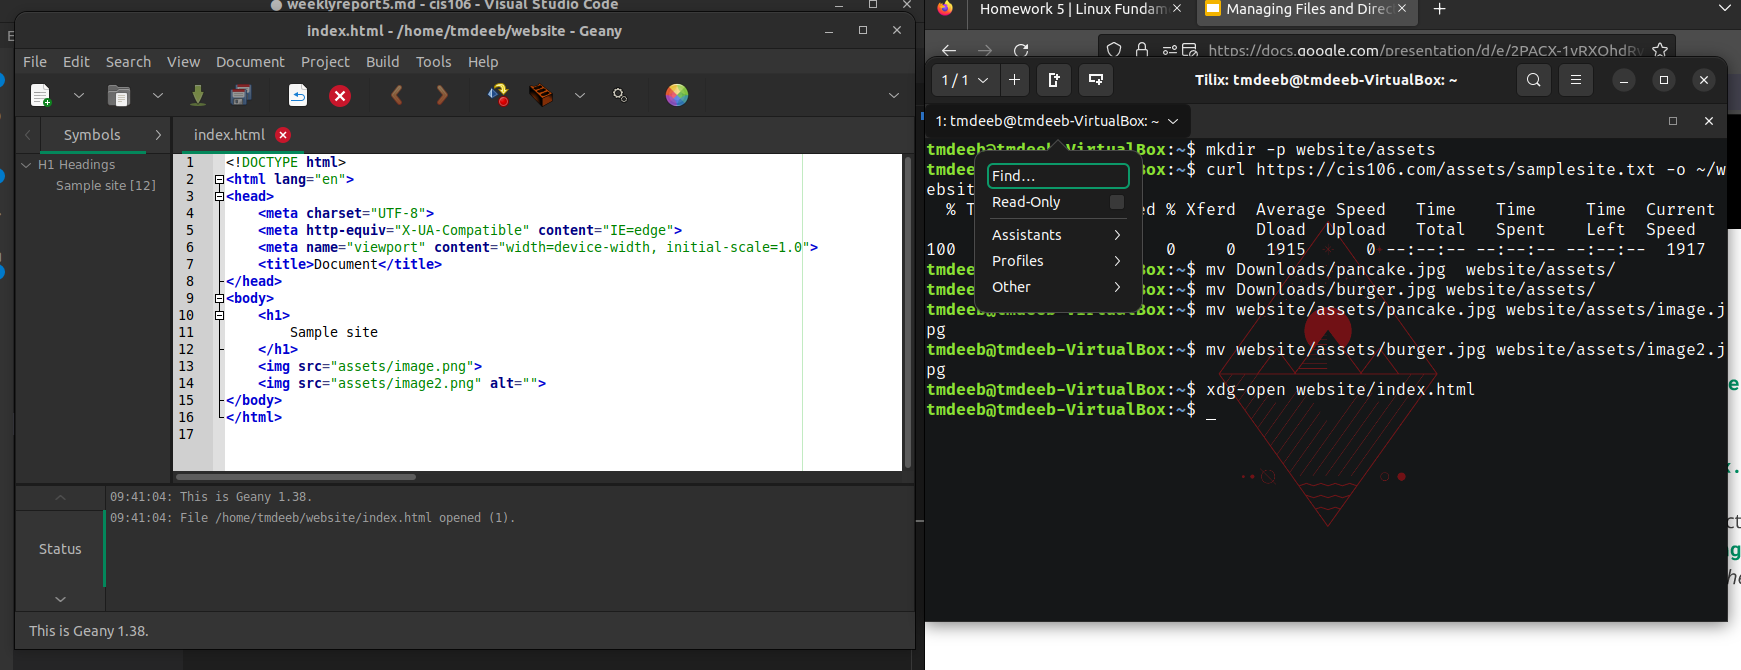 weeklyreport5.md - cis106 - Visual Studio Code
index.html - /home/tmdeeb/website - Geany
File Edit Search View Document Project Build Tools Help
Symbols
index.html
H1 Headings
Sample site [12]
1 <!DOCTYPE html>
2 <html lang="en">
3 <head>
4 <meta charset="UTF-8">
5 <meta http-equiv="X-UA-Compatible" content="IE=edge">
6 <meta name="viewport" content="width=device-width, initial-scale=1.0">
7 <title>Document</title>
8 </head>
9 <body>
10 <h1>
11 Sample site
12 </h1>
13 <img src="assets/image.png">
14 <img src="assets/image2.png" alt="">
15 </body>
16 </html>
17
09:41:04: This is Geany 1.38.
09:41:04: File /home/tmdeeb/website/index.html opened (1).
Status
This is Geany 1.38.
Homework 5 | Linux Fundam
Managing Files and Direc
https://docs.google.com/presentation/d/e/2PACX-1vRXOhdRv
1 / 1
Tilix: tmdeeb@tmdeeb-VirtualBox: ~
1: tmdeeb@tmdeeb-VirtualBox: ~
tmdeeb@tmdeeb-VirtualBox:~$ mkdir -p website/assets
tmdee ox:~$ curl https://cis106.com/assets/samplesite.txt -o ~/w
ebsit
% T d % Xferd Average Speed Time Time Time Current
Dload Upload Total Spent Left Speed
100 0 0 1915 0 --:--:-- --:--:-- --:--:-- 1917
tmdee ox:~$ mv Downloads/pancake.jpg website/assets/
tmdee ox:~$ mv Downloads/burger.jpg website/assets/
tmdeeb@tmdeeb-VirtualBox:~$ mv website/assets/pancake.jpg website/assets/image.j
pg
tmdeeb@tmdeeb-VirtualBox:~$ mv website/assets/burger.jpg website/assets/image2.j
pg
tmdeeb@tmdeeb-VirtualBox:~$ xdg-open website/index.html
tmdeeb@tmdeeb-VirtualBox:~$ _
Find...
Read-Only
Assistants
Profiles
Other